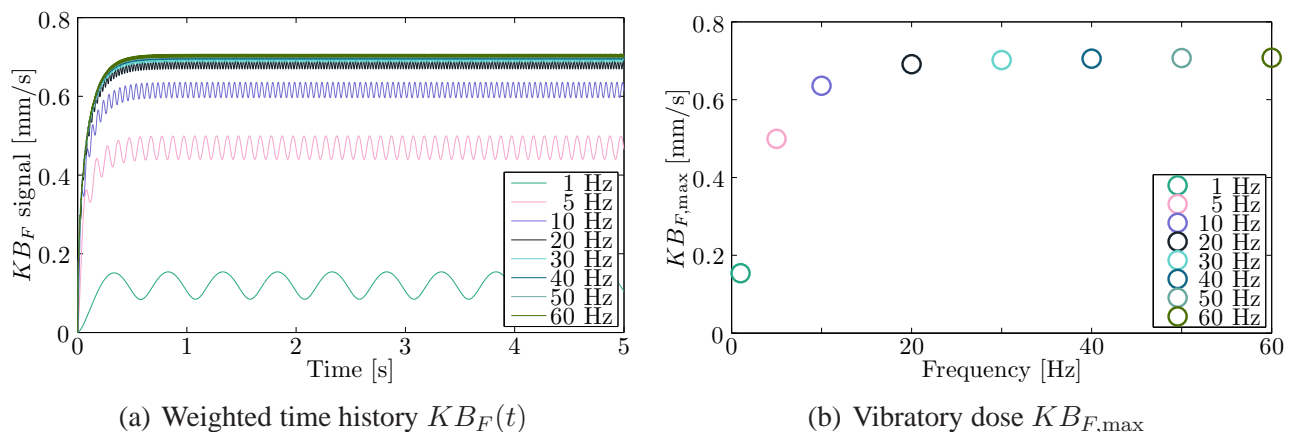 0.8
0.6
0.4
0.2
0
KB_F signal [mm/s]
1 Hz
5 Hz
10 Hz
20 Hz
30 Hz
40 Hz
50 Hz
60 Hz
0 1 2 3 4 5
Time [s]
(a) Weighted time history KB_F(t)
0.8
0.6
0.4
0.2
0
KB_{F,max} [mm/s]
1 Hz
5 Hz
10 Hz
20 Hz
30 Hz
40 Hz
50 Hz
60 Hz
0 20 40 60
Frequency [Hz]
(b) Vibratory dose KB_{F,max}